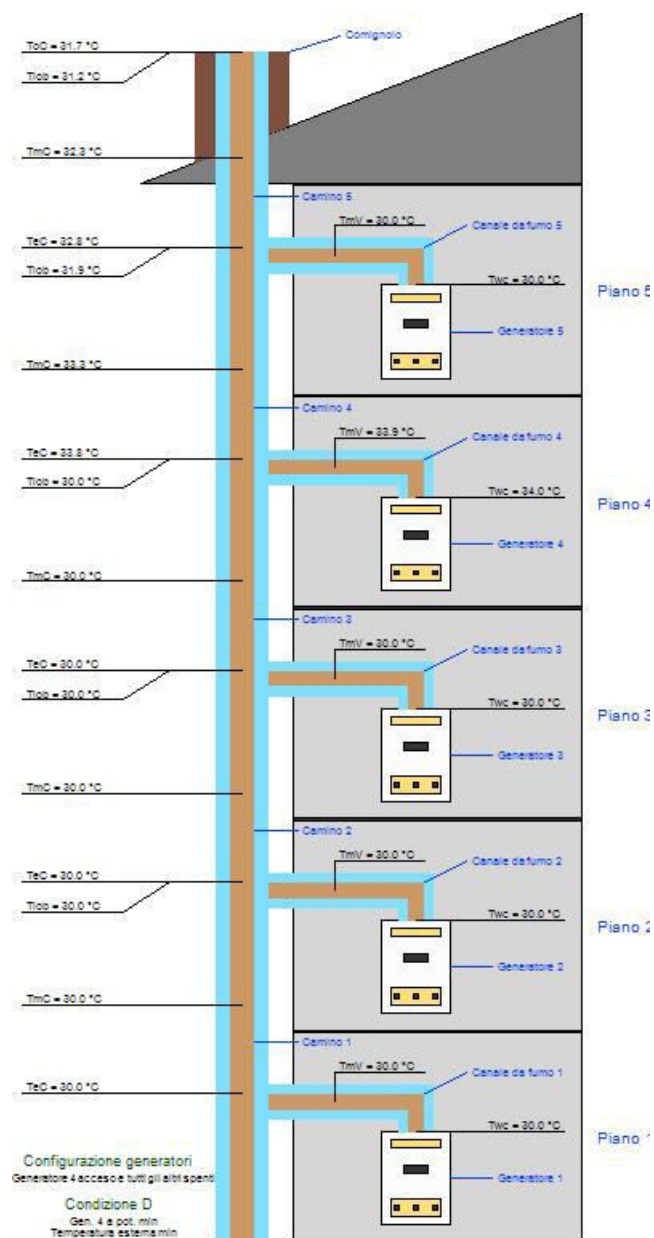 ToC = 31.7 °C
Comignolo
Tiob = 31.2 °C
TmC = 32.3 °C
Camino 5
TmV = 30.0 °C
Canale da fumo 5
TeC = 32.8 °C
Tiob = 31.9 °C
Twc = 30.0 °C
Piano 5
Generatore 5
TmC = 33.3 °C
Camino 4
TmV = 33.9 °C
Canale da fumo 4
TeC = 33.8 °C
Tiob = 30.0 °C
Twc = 34.0 °C
Piano 4
Generatore 4
TmC = 30.0 °C
Camino 3
TmV = 30.0 °C
Canale da fumo 3
TeC = 30.0 °C
Tiob = 30.0 °C
Twc = 30.0 °C
Piano 3
Generatore 3
TmC = 30.0 °C
Camino 2
TmV = 30.0 °C
Canale da fumo 2
TeC = 30.0 °C
Tiob = 30.0 °C
Twc = 30.0 °C
Piano 2
Generatore 2
TmC = 30.0 °C
Camino 1
TmV = 30.0 °C
Canale da fumo 1
TeC = 30.0 °C
Twc = 30.0 °C
Piano 1
Generatore 1
Configurazione generatori
Generatore 4 acceso e tutti gli altri spenti
Condizione D
Gen. 4 a pot. min
Temperatura esterna min